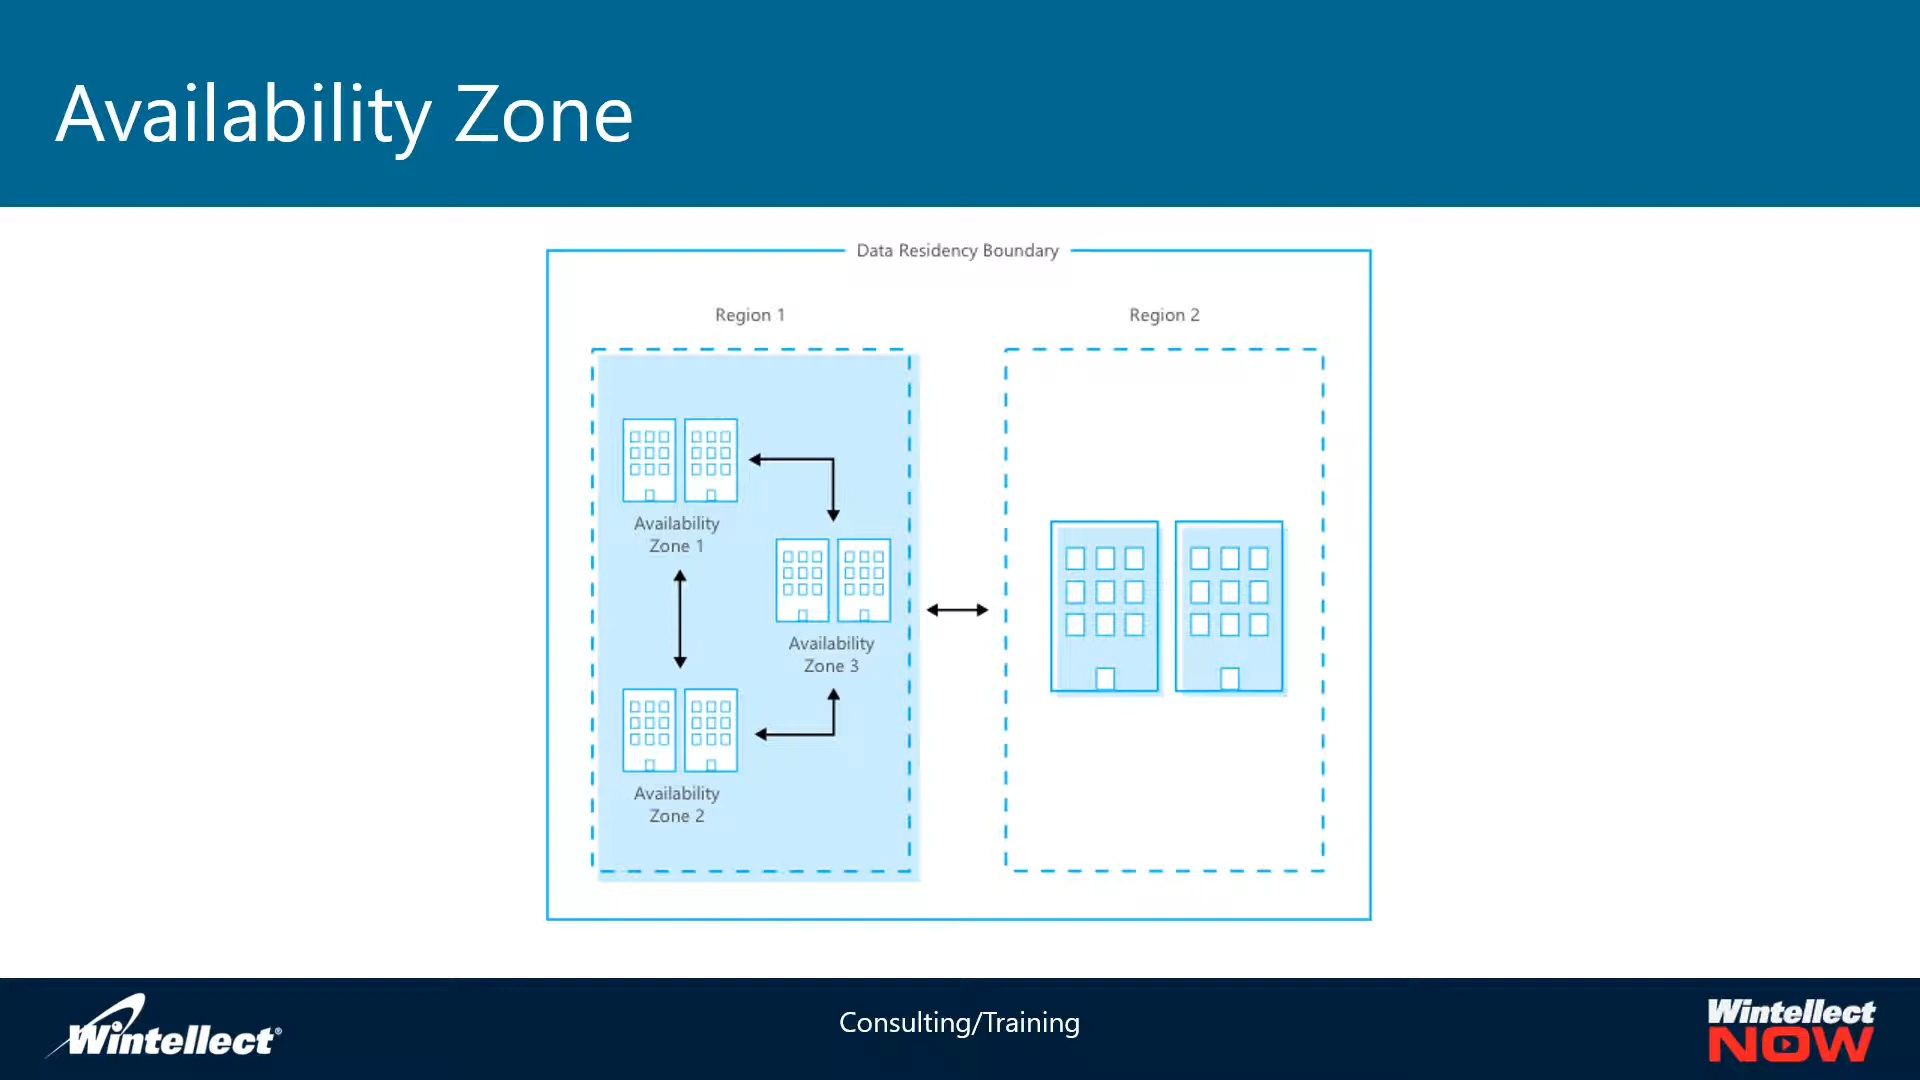 Availability Zone
Data Residency Boundary
Region 1
Region 2
Availability
Zone 1
Availability
Zone 3
Availability
Zone 2
Wintellect®
Consulting/Training
Wintellect
NOW